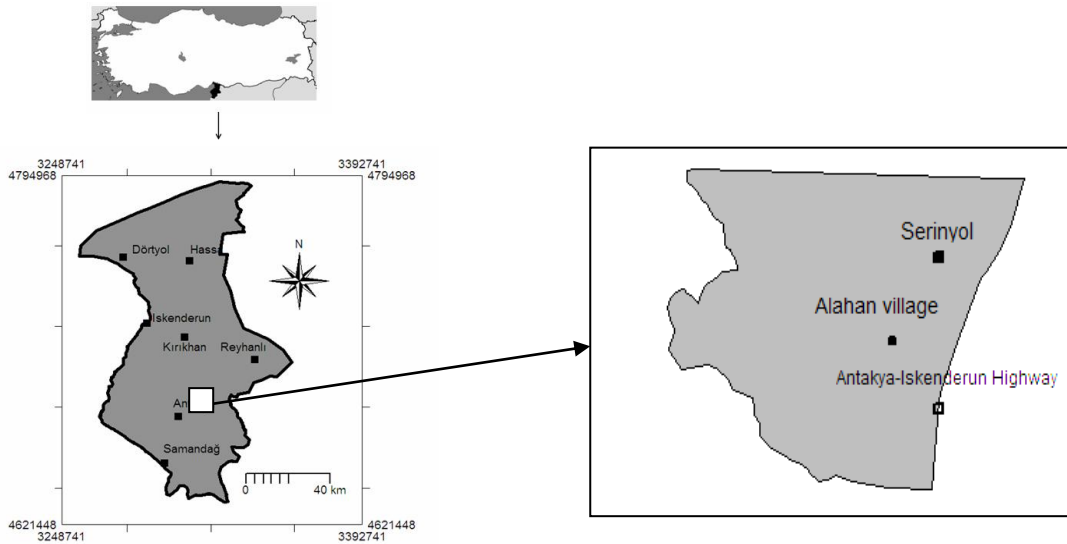 3248741
3392741
4794968
4794968
N
Dörtyol
Hassa
Iskenderun
Kırıkhan
Reyhanlı
An
Samandağ
0
40 km
4621448
4621448
3248741
3392741
Serinyol
Alahan village
Antakya-Iskenderun Highway